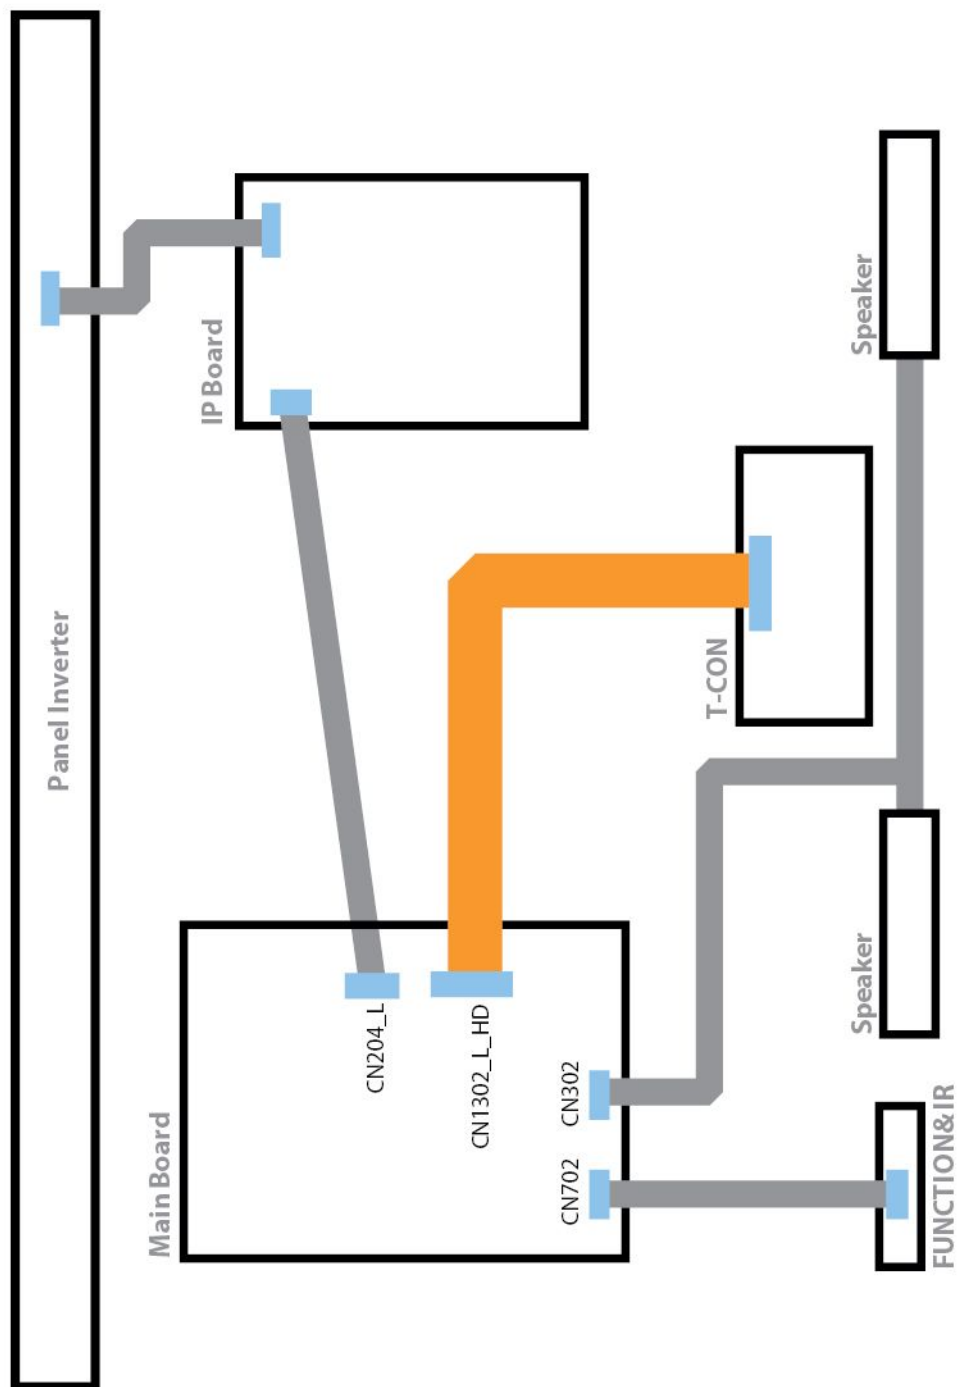 Panel Inverter
IP Board
Speaker
T-CON
Main Board
CN204_L
CN1302_L_HD
CN302
CN702
Speaker
FUNCTION&IR